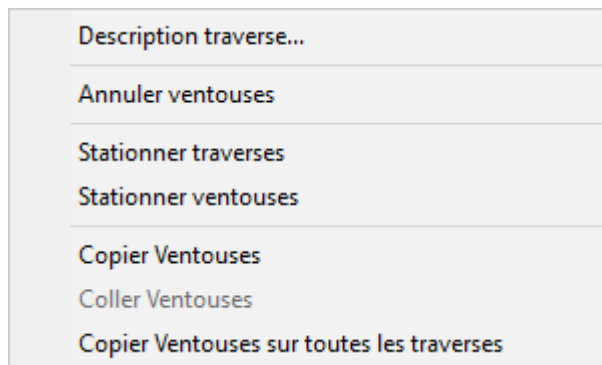 Description traverse...
Annuler ventouses
Stationner traverses
Stationner ventouses
Copier Ventouses
Coller Ventouses
Copier Ventouses sur toutes les traverses